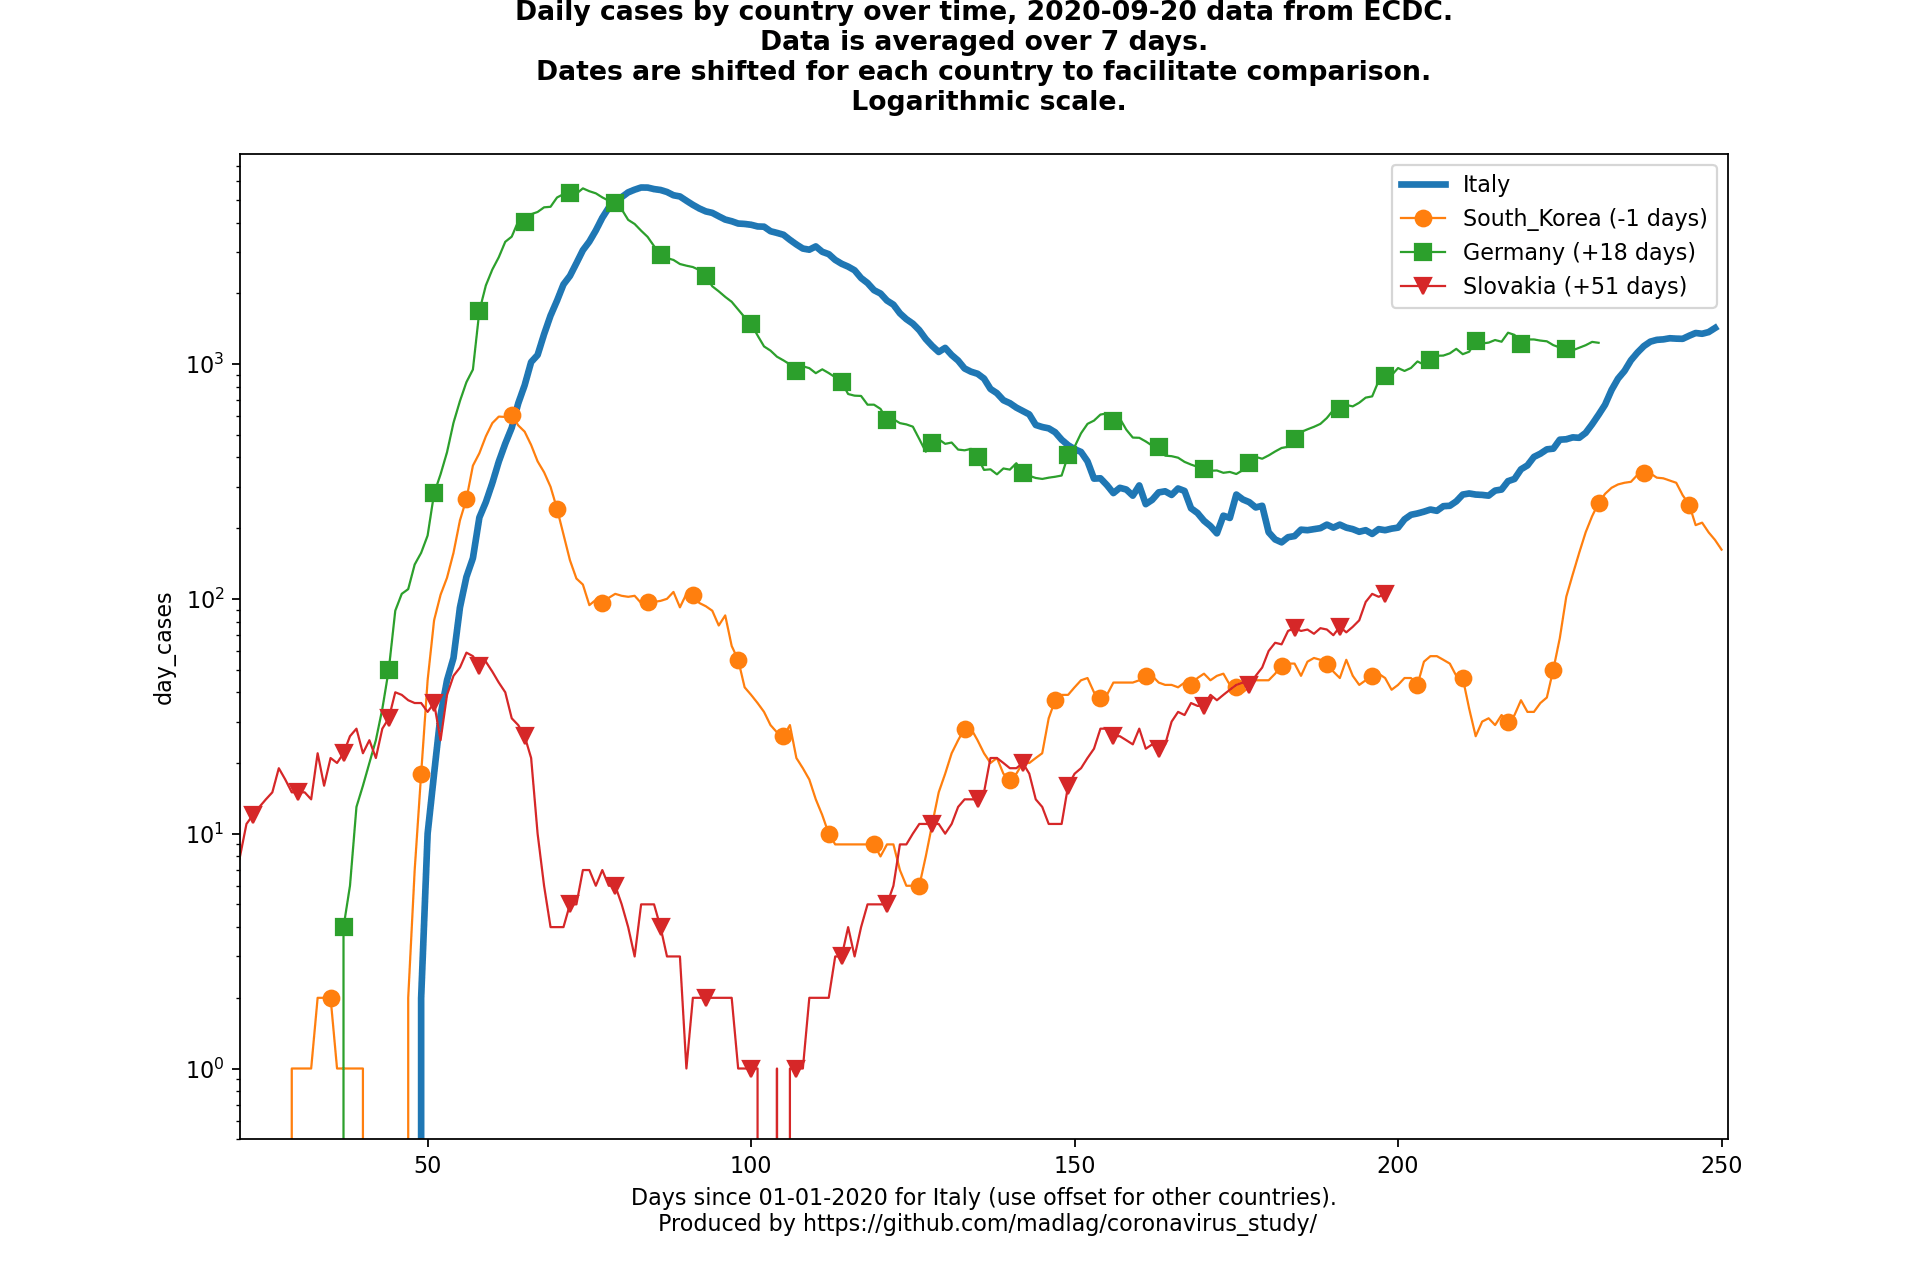 Daily cases by country over time, 2020-09-20 data from ECDC.
Data is averaged over 7 days.
Dates are shifted for each country to facilitate comparison.
Logarithmic scale.
Italy
South_Korea (-1 days)
Germany (+18 days)
Slovakia (+51 days)
10³
10²
10¹
10⁰
day_cases
50 100 150 200 250
Days since 01-01-2020 for Italy (use offset for other countries).
Produced by https://github.com/madlag/coronavirus_study/